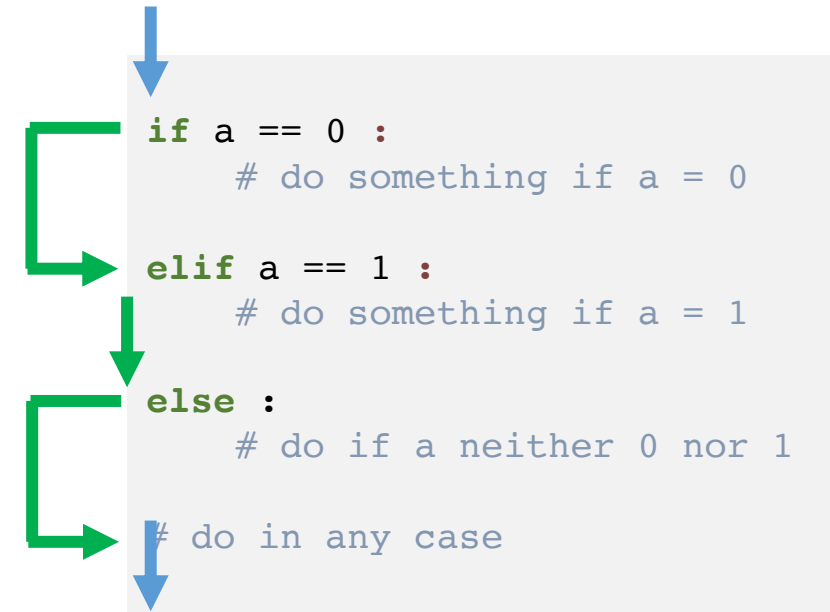 if a == 0 :
# do something if a = 0
elif a == 1 :
# do something if a = 1
else :
# do if a neither 0 nor 1
# do in any case